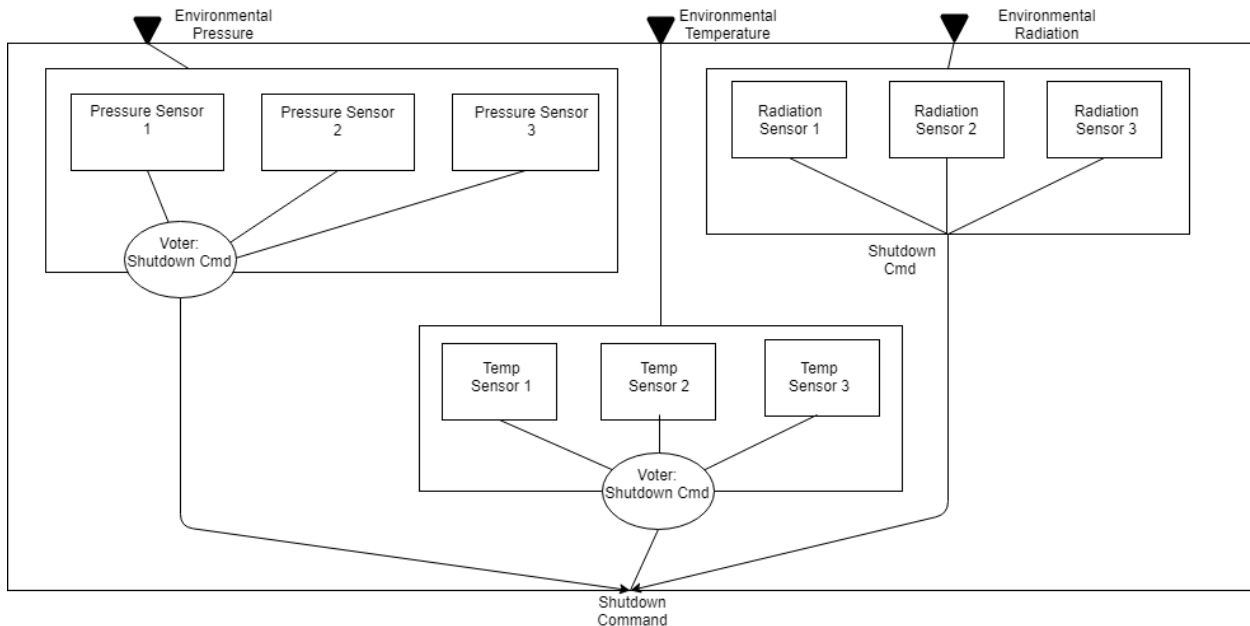 Environmental
Pressure
Environmental
Temperature
Environmental
Radiation
Pressure Sensor
1
Pressure Sensor
2
Pressure Sensor
3
Radiation
Sensor 1
Radiation
Sensor 2
Radiation
Sensor 3
Voter:
Shutdown Cmd
Shutdown
Cmd
Temp
Sensor 1
Temp
Sensor 2
Temp
Sensor 3
Voter:
Shutdown Cmd
Shutdown
Command